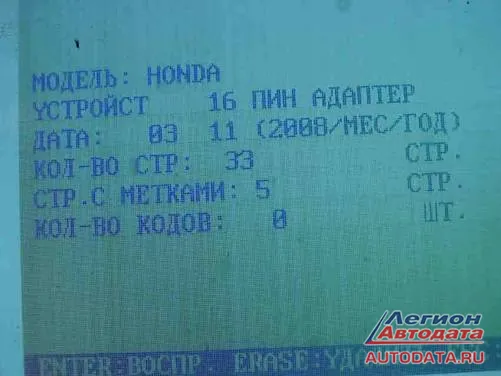 МОДЕЛЬ: HONDA
УСТРОЙСТ 16 ПИН АДАПТЕР
ДАТА: 03 11 (2008/МЕС/ГОД)
КОЛ-ВО СТР: 33 СТР.
СТР.С МЕТКАМИ: 5 СТР.
КОЛ-ВО КОДОВ: 0 ШТ.
Легион
Автодата
AUTODATA.RU
ENTER:ВОСПР ERASE: